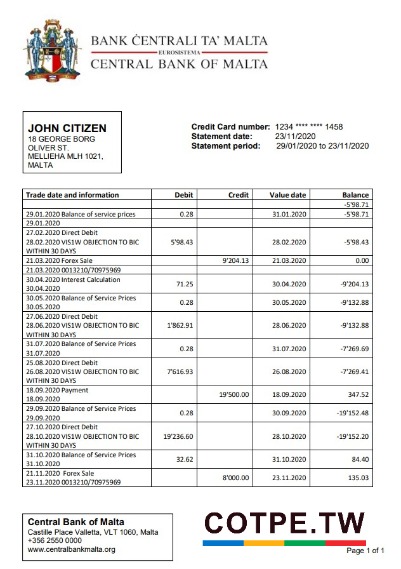 BANK ĊENTRALI TA' MALTA
EUROSISTEMA
CENTRAL BANK OF MALTA
JOHN CITIZEN
18 GEORGE BORG
OLIVER ST.
MELLIEHA MLH 1021,
MALTA
Credit Card number: 1234 **** **** 1458
Statement date: 23/11/2020
Statement period: 29/01/2020 to 23/11/2020
Trade date and information Debit Credit Value date Balance
-5'98.71
29.01.2020 Balance of service prices 0.28 31.01.2020 -5'98.71
29.01.2020
27.02.2020 Direct Debit
28.02.2020 VIS1W OBJECTION TO BIC 5'98.43 28.02.2020 -5'98.43
WITHIN 30 DAYS
21.03.2020 Forex Sale 9'204.13 21.03.2020 0.00
21.03.2020 0013210/70975969
30.04.2020 Interest Calculation 71.25 30.04.2020 -9'204.13
30.04.2020
30.05.2020 Balance of Service Prices 0.28 30.05.2020 -9'132.88
30.05.2020
27.06.2020 Direct Debit
28.06.2020 VIS1W OBJECTION TO BIC 1'862.91 28.06.2020 -9'132.88
WITHIN 30 DAYS
31.07.2020 Balance of Service Prices 0.28 31.07.2020 -7'269.69
31.07.2020
25.08.2020 Direct Debit
26.08.2020 VIS1W OBJECTION TO BIC 7'616.93 26.08.2020 -7'269.41
WITHIN 30 DAYS
18.09.2020 Payment 19'500.00 18.09.2020 347.52
18.09.2020
29.09.2020 Balance of Service Prices 0.28 30.09.2020 -19'152.48
29.09.2020
27.10.2020 Direct Debit
28.10.2020 VIS1W OBJECTION TO BIC 19'236.60 28.10.2020 -19'152.20
WITHIN 30 DAYS
31.10.2020 Balance of Service Prices 32.62 31.10.2020 84.40
31.10.2020
21.11.2020 Forex Sale 8'000.00 23.11.2020 135.03
23.11.2020 0013210/70975969
Central Bank of Malta
Castille Place Valletta, VLT 1060, Malta
+356 2550 0000
www.centralbankmalta.org
COTPE.TW
Page 1 of 1